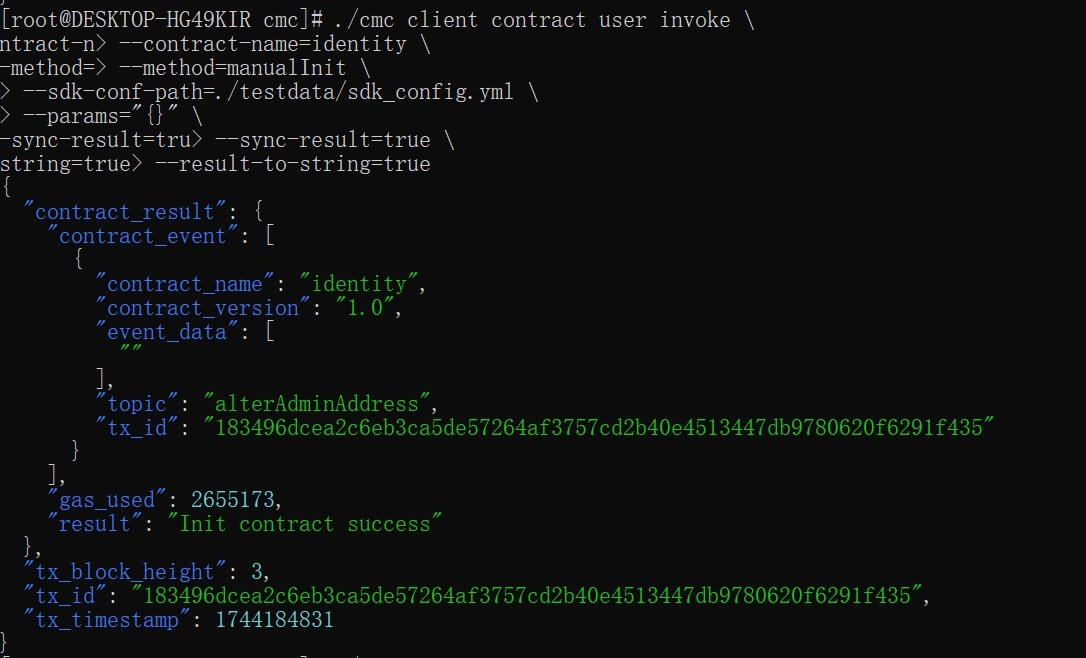 [root@DESKTOP-HG49KIR cmc]# ./cmc client contract user invoke \
ntract-n> --contract-name=identity \
-method=> --method=manualInit \
> --sdk-conf-path=./testdata/sdk_config.yml \
> --params="{}" \
-sync-result=tru> --sync-result=true \
string=true> --result-to-string=true
{
"contract_result": {
"contract_event": [
{
"contract_name": "identity",
"contract_version": "1.0",
"event_data": [
""
],
"topic": "alterAdminAddress",
"tx_id": "183496dcea2c6eb3ca5de57264af3757cd2b40e4513447db9780620f6291f435"
}
],
"gas_used": 2655173,
"result": "Init contract success"
},
"tx_block_height": 3,
"tx_id": "183496dcea2c6eb3ca5de57264af3757cd2b40e4513447db9780620f6291f435",
"tx_timestamp": 1744184831
}